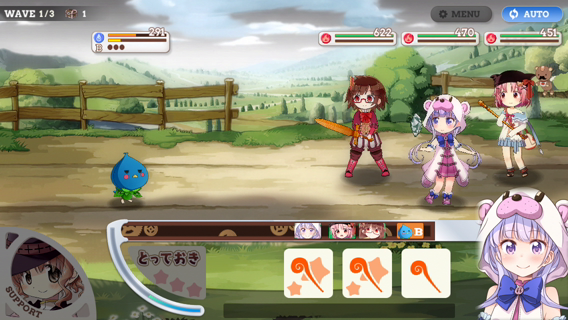 WAVE 1/3
1
MENU
AUTO
291
B
622
470
451
B
とっておき
SUPPORT